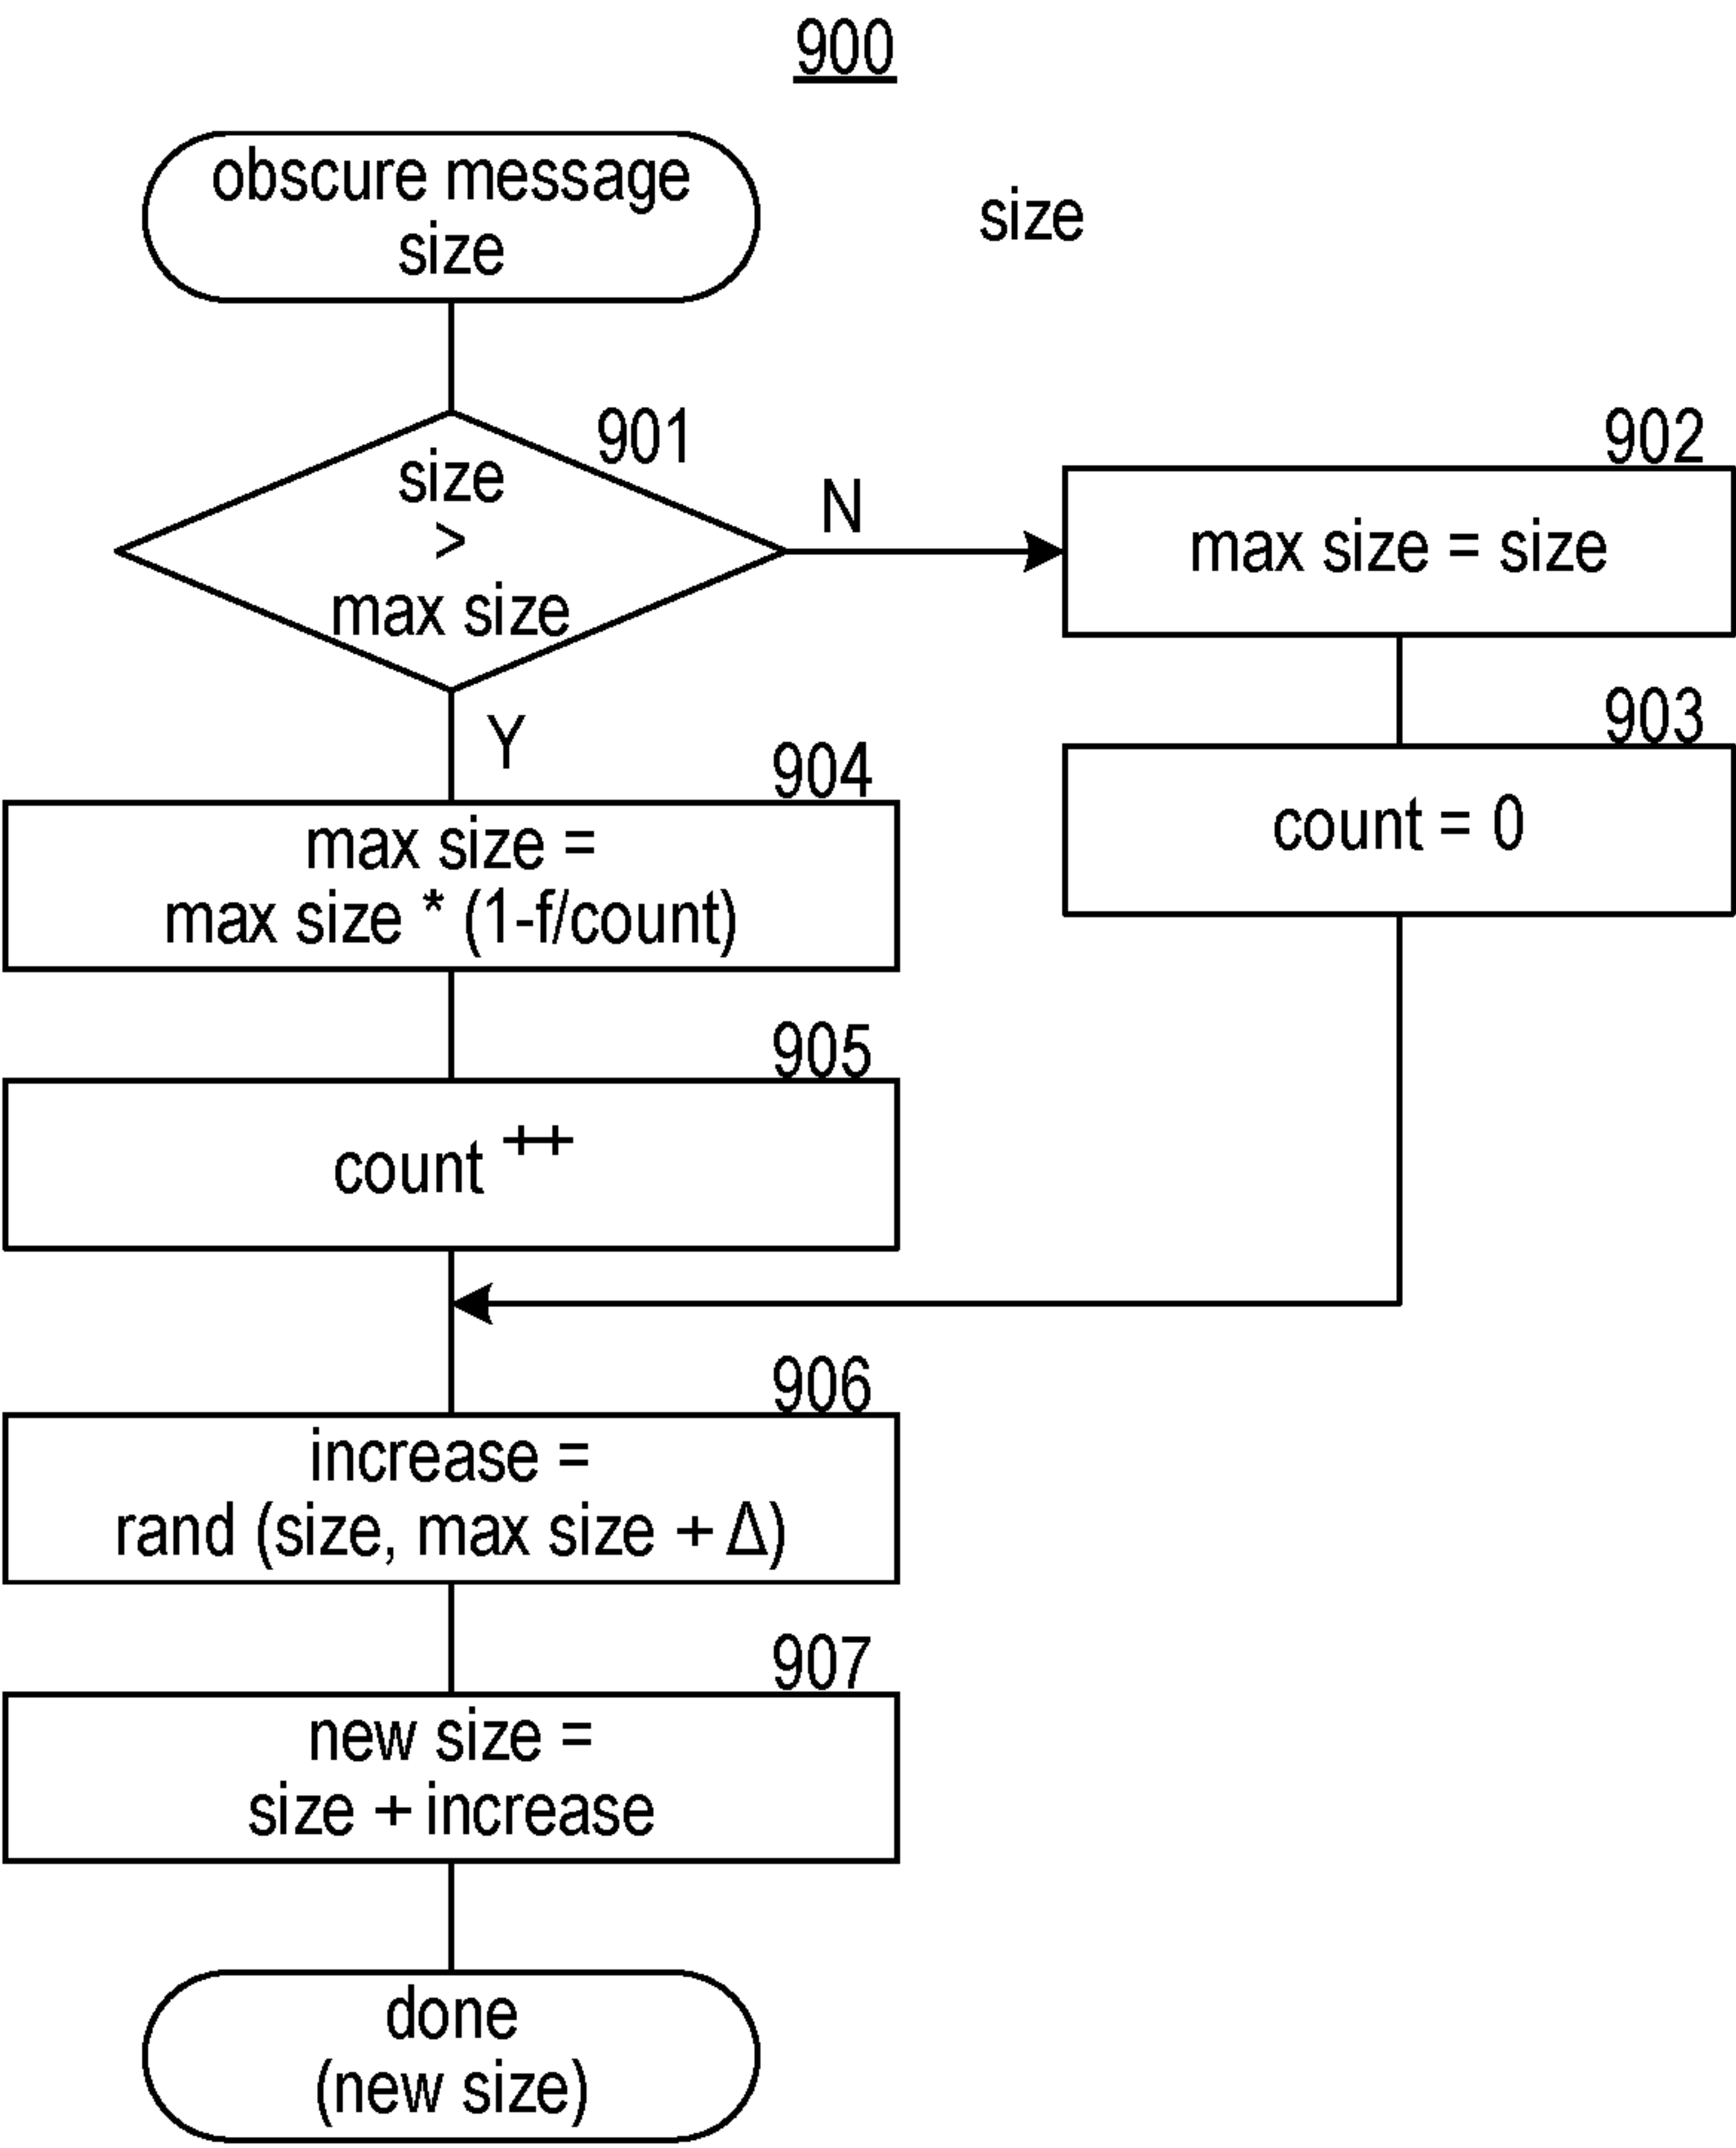 900
obscure message
size
size
901
size
>
max size
N
902
max size = size
Y
903
count = 0
904
max size =
max size * (1-f/count)
905
count ++
906
increase =
rand (size, max size + Δ)
907
new size =
size + increase
done
(new size)